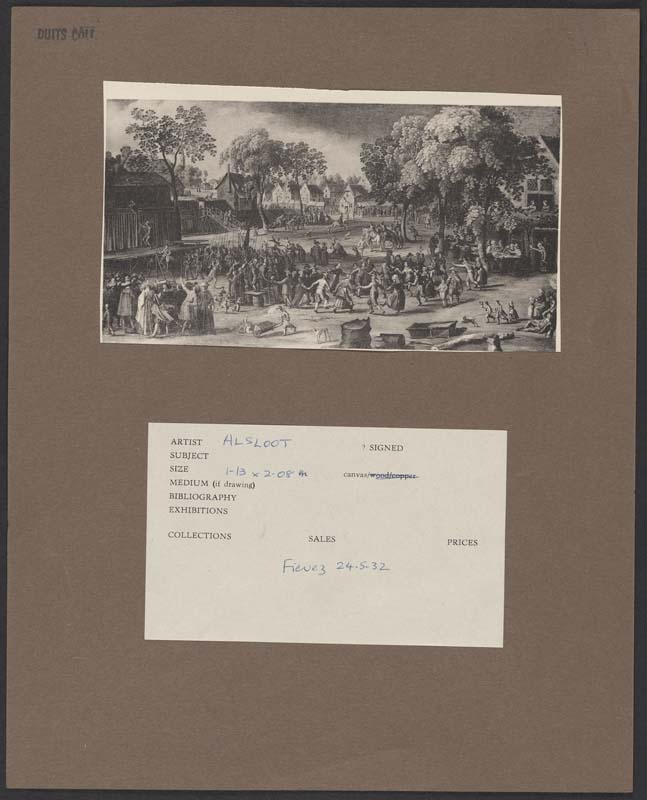 DUITS COLL
ARTIST ALSLOOT ? SIGNED
SUBJECT
SIZE 1-13 x 2-08 m canvas/wood/copper
MEDIUM (if drawing)
BIBLIOGRAPHY
EXHIBITIONS
COLLECTIONS SALES PRICES
Fievez 24.5.32